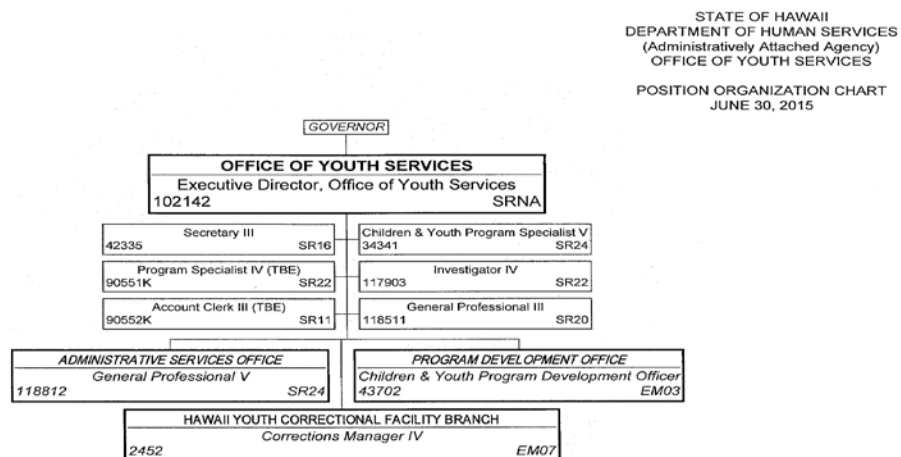 STATE OF HAWAII
DEPARTMENT OF HUMAN SERVICES
(Administratively Attached Agency)
OFFICE OF YOUTH SERVICES
POSITION ORGANIZATION CHART
JUNE 30, 2015
GOVERNOR
OFFICE OF YOUTH SERVICES
Executive Director, Office of Youth Services
102142 SRNA
Secretary III
42335 SR16
Children & Youth Program Specialist V
34341 SR24
Program Specialist IV (TBE)
90551K SR22
Investigator IV
117903 SR22
Account Clerk III (TBE)
90552K SR11
General Professional III
118511 SR20
ADMINISTRATIVE SERVICES OFFICE
General Professional V
118812 SR24
PROGRAM DEVELOPMENT OFFICE
Children & Youth Program Development Officer
43702 EM03
HAWAII YOUTH CORRECTIONAL FACILITY BRANCH
Corrections Manager IV
2452 EM07